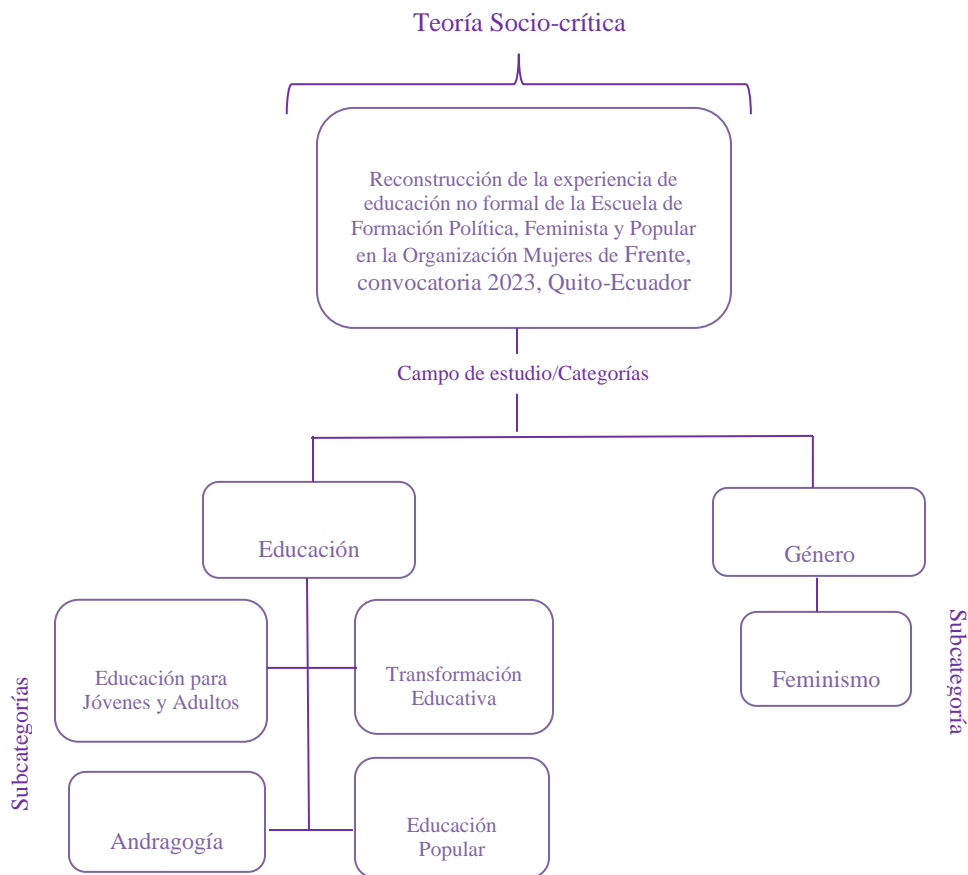 Teoría Socio-crítica
Reconstrucción de la experiencia de
educación no formal de la Escuela de
Formación Política, Feminista y Popular
en la Organización Mujeres de Frente,
convocatoria 2023, Quito-Ecuador
Campo de estudio/Categorías
Educación
Género
Educación para
Jóvenes y Adultos
Transformación
Educativa
Feminismo
Subcategoría
Subcategorías
Andragogía
Educación
Popular